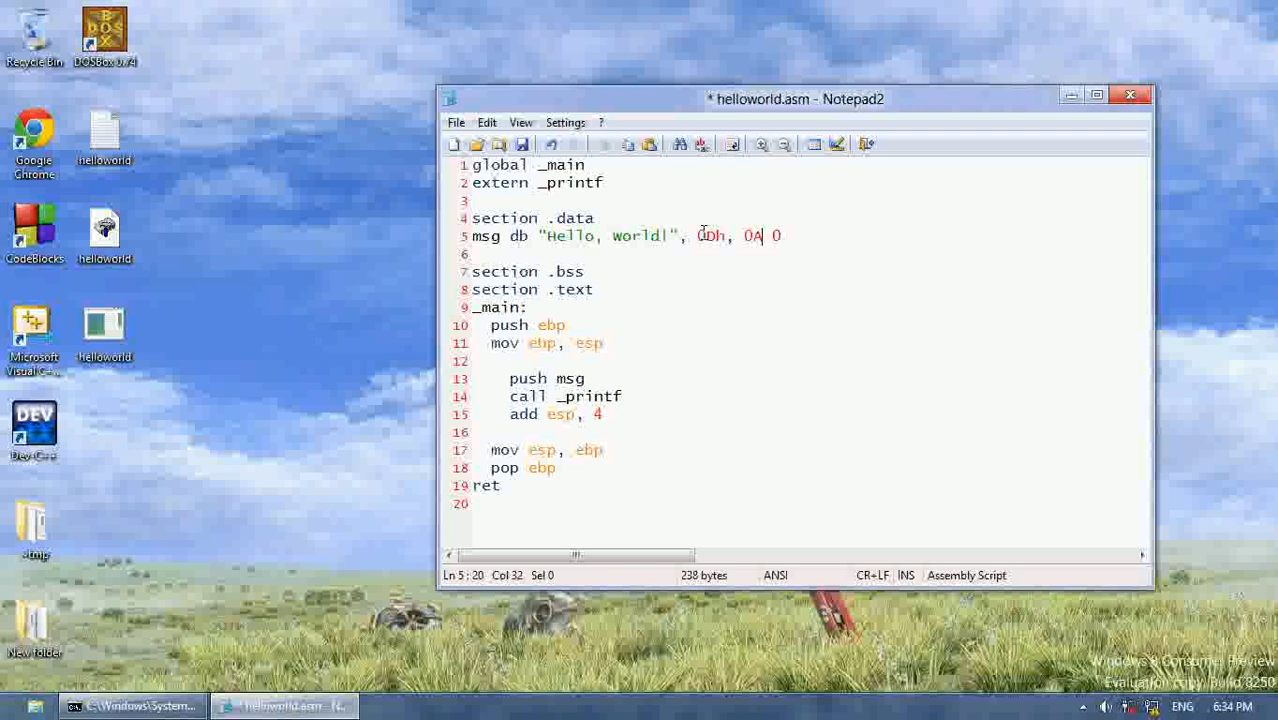 Recycle Bin
DOSBox 0.74
Google Chrome
helloworld
CodeBlocks
helloworld
Microsoft Visual C+...
helloworld
DEV
Dev-C++
New folder
* helloworld.asm - Notepad2
File Edit View Settings ?
1 global _main
2 extern _printf
3
4 section .data
5 msg db "Hello, world!", 0Dh, 0A 0
6
7 section .bss
8 section .text
9 _main:
10 push ebp
11 mov ebp, esp
12
13 push msg
14 call _printf
15 add esp, 4
16
17 mov esp, ebp
18 pop ebp
19 ret
20
Ln 5 : 20 Col 32 Sel 0 238 bytes ANSI CR+LF INS Assembly Script
Windows 8 Consumer Preview
Evaluation copy. Build 8250
C:\Windows\System... * helloworld.asm - N... ENG 6:34 PM